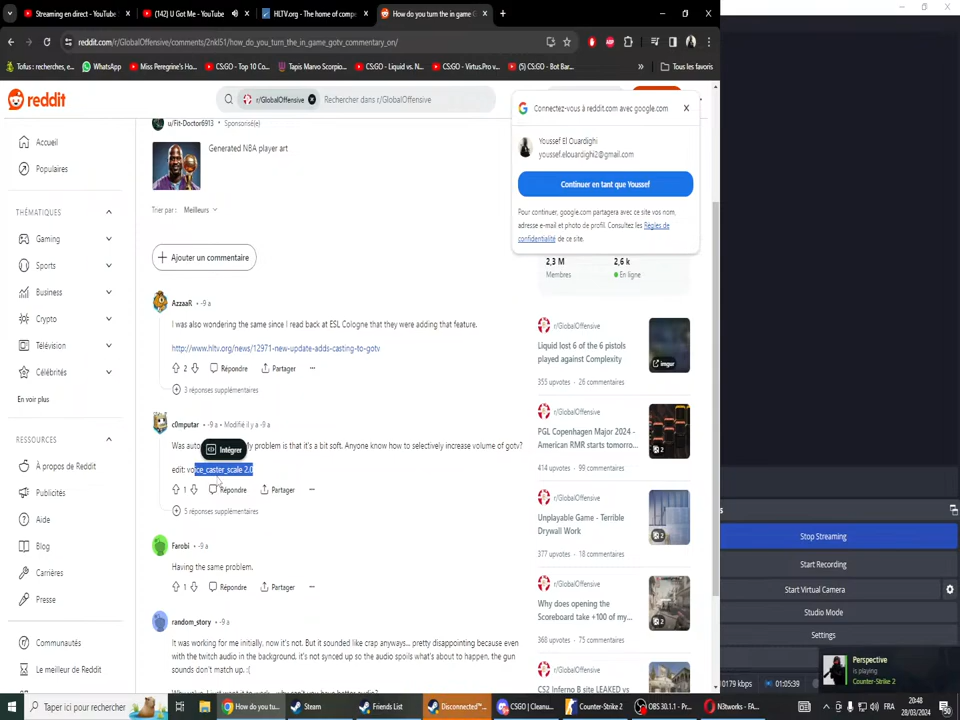 Streaming en direct - YouTube
(142) U Got Me - YouTube
HLTV.org - The home of comp
How do you turn the in game G
reddit.com/r/GlobalOffensive/comments/2nkl51/how_do_you_turn_the_in_game_gotv_commentary_on/
Tofus : recherches, e...
WhatsApp
Miss Peregrine's Ho...
CS:GO - Top 10 Co...
Tapis Marvo Scorpio...
CS:GO - Liquid vs. N...
CS:GO - Virtus.Pro v...
(5) CS:GO - Bot Bar...
»
Tous les favoris
reddit
r/GlobalOffensive
Rechercher dans r/GlobalOffensive
Connectez-vous à reddit.com avec google.com
Youssef El Ouardighi
youssef.elouardighi2@gmail.com
Continuer en tant que Youssef
Pour continuer, google.com partagera avec ce site vos nom,
adresse e-mail et photo de profil. Consultez les Règles de
confidentialité de ce site.
2,3 M
2,6 k
Membres
En ligne
Accueil
Populaires
THÉMATIQUES
Gaming
Sports
Business
Crypto
Télévision
Célébrités
En voir plus
RESSOURCES
À propos de Reddit
Publicités
Aide
Blog
Carrières
Presse
Communautés
Le meilleur de Reddit
u/Fit-Doctor6913 • Sponsorisé(e)
Generated NBA player art
Trier par : Meilleurs
Ajouter un commentaire
AzzaaR • -9 a
I was also wondering the same since I read back at ESL Cologne that they were adding that feature.
http://www.hltv.org/news/12971-new-update-adds-casting-to-gotv
2 Répondre Partager ...
3 réponses supplémentaires
c0mputar • -9 a • Modifié il y a -9 a
Was auto
y problem is that it's a bit soft. Anyone know how to selectively increase volume of gotv?
Intégrer
edit: voice_caster_scale 2.0
1 Répondre Partager ...
5 réponses supplémentaires
Farobi • -9 a
Having the same problem.
1 Répondre Partager ...
random_story • -9 a
It was working for me initially, now it's not. But it sounded like crap anyways... pretty disappointing because even
with the twitch audio in the background, it's not synced up so the audio spoils what's about to happen, the gun
sounds don't match up. :(
r/GlobalOffensive
Liquid lost 6 of the 6 pistols
played against Complexity
imgur
355 upvotes • 26 commentaires
r/GlobalOffensive
PGL Copenhagen Major 2024 -
American RMR starts tomorro...
2
414 upvotes • 99 commentaires
r/GlobalOffensive
Unplayable Game - Terrible
Drywall Work
2
377 upvotes • 18 commentaires
r/GlobalOffensive
Why does opening the
Scoreboard take +100 of my...
2
368 upvotes • 75 commentaires
r/GlobalOffensive
CS2 Inferno B site LEAKED vs
s
Stop Streaming
Start Recording
Start Virtual Camera
Studio Mode
Settings
0179 kbps
01:05:39
Perspective
is playing
Counter-Strike 2
Taper ici pour rechercher
How do you tu...
Steam
Friends List
Disconnected™...
CSGO | Cleanu...
Counter-Strike 2
OBS 30.1.1 - Pr...
N3tworks - FA...
FRA
20:48
28/03/2024